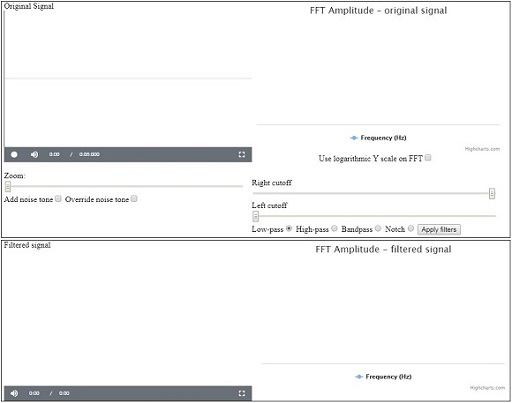 Original Signal
FFT Amplitude - original signal
Frequency (Hz)
Highcharts.com
0:00 / 0:09:000
Use logarithmic Y scale on FFT
Zoom:
Add noise tone Override noise tone
Right cutoff
Left cutoff
Low-pass High-pass Bandpass Notch Apply filters
Filtered signal
FFT Amplitude - filtered signal
Frequency (Hz)
Highcharts.com
0:00 / 0:00